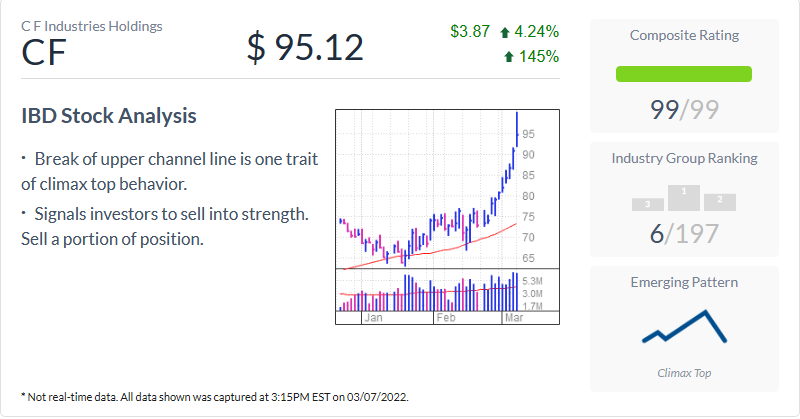 C F Industries Holdings
CF
$ 95.12
$3.87 4.24%
145%
IBD Stock Analysis
· Break of upper channel line is one trait
of climax top behavior.
· Signals investors to sell into strength.
Sell a portion of position.
95
90
85
80
75
70
65
5.3M
3.0M
1.7M
Jan Feb Mar
Composite Rating
99/99
Industry Group Ranking
3 1 2
6/197
Emerging Pattern
Climax Top
* Not real-time data. All data shown was captured at 3:15PM EST on 03/07/2022.